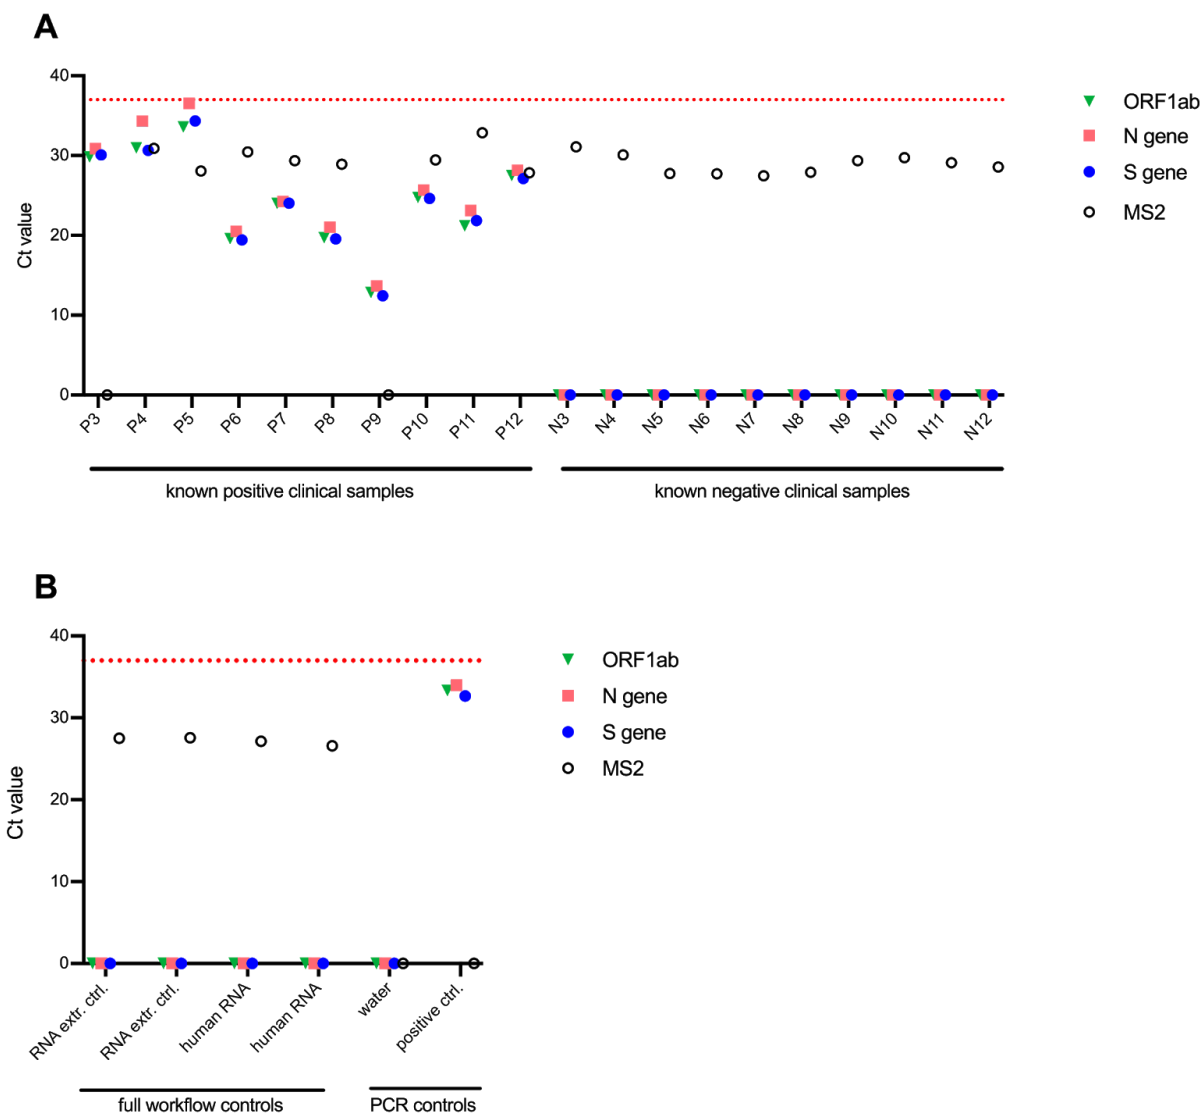 A
40
30
20
10
0
Ct value
P3 P4 P5 P6 P7 P8 P9 P10 P11 P12 N3 N4 N5 N6 N7 N8 N9 N10 N11 N12
known positive clinical samples
known negative clinical samples
ORF1ab
N gene
S gene
MS2
B
40
30
20
10
0
Ct value
RNA extr. ctrl.
RNA extr. ctrl.
human RNA
human RNA
water
positive ctrl.
full workflow controls
PCR controls
ORF1ab
N gene
S gene
MS2